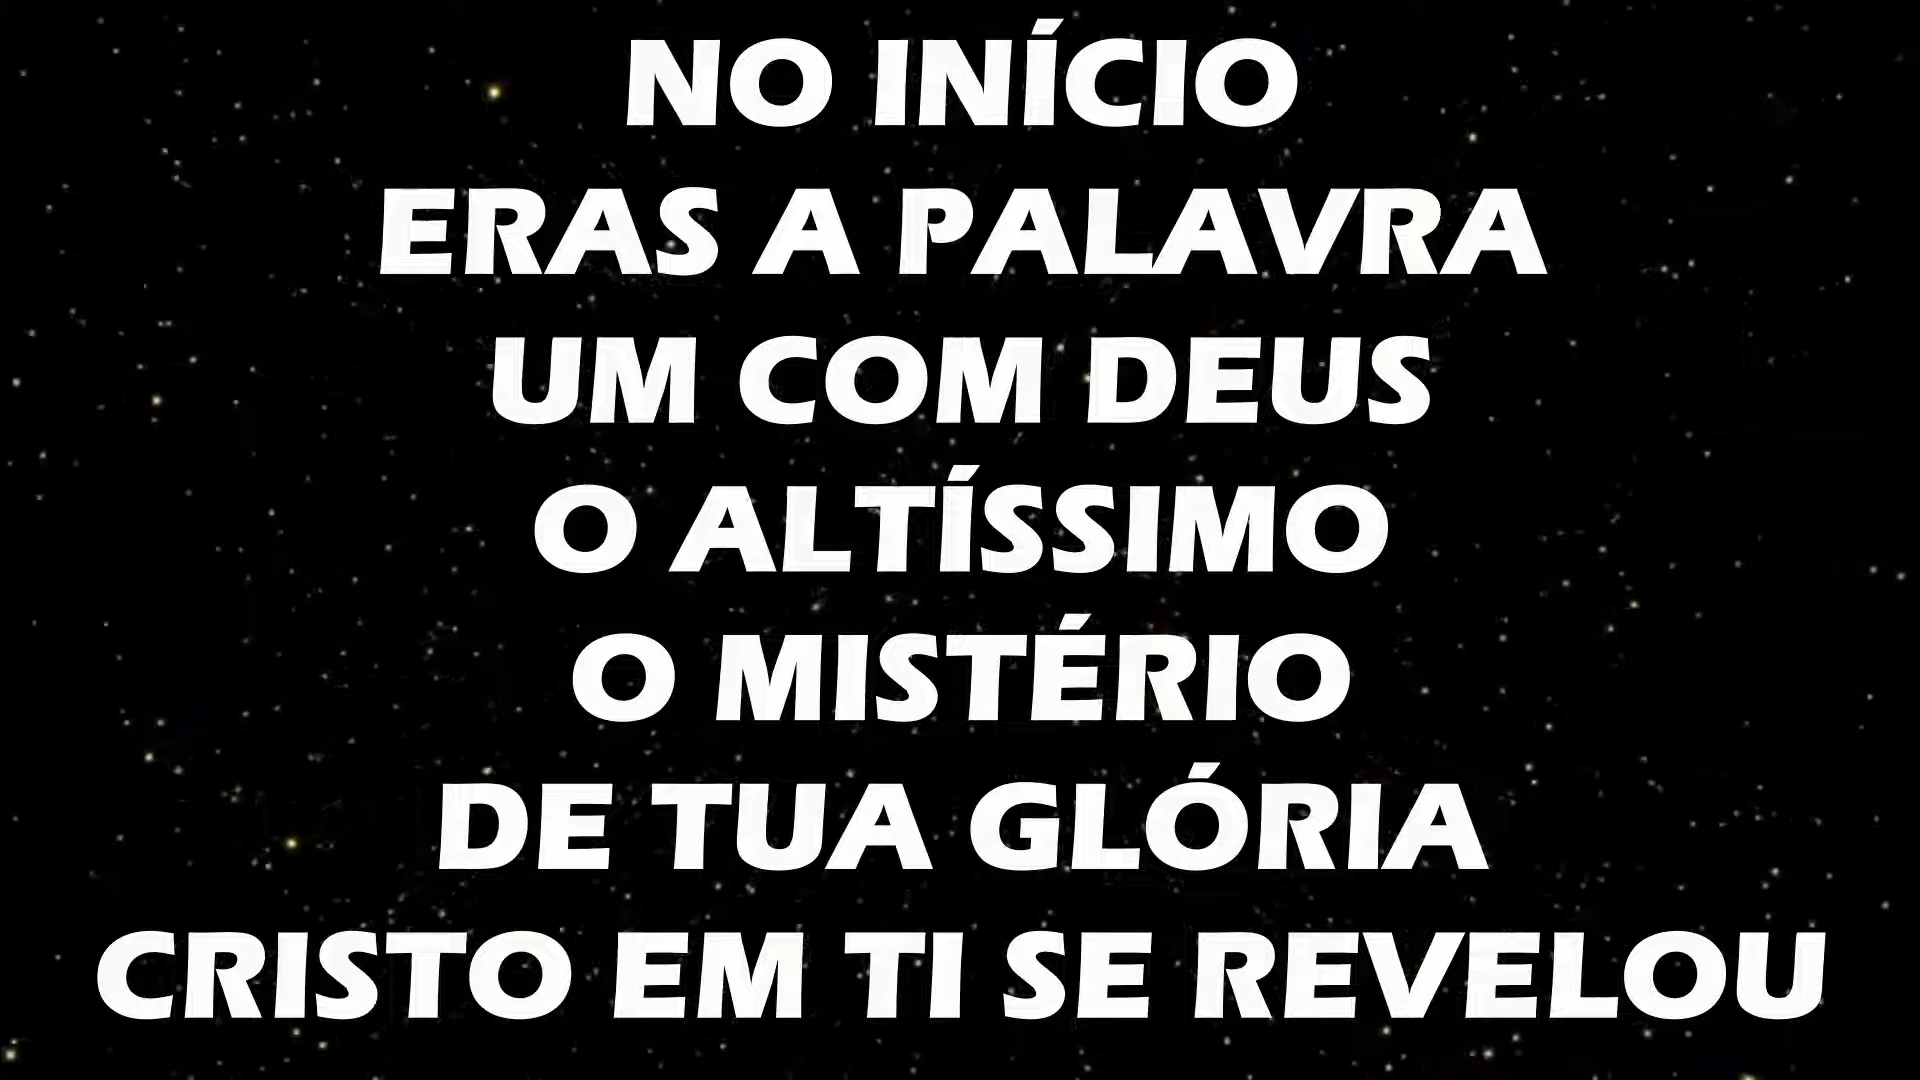 NO INÍCIO
ERAS A PALAVRA
UM COM DEUS
O ALTÍSSIMO
O MISTÉRIO
DE TUA GLÓRIA
CRISTO EM TI SE REVELOU